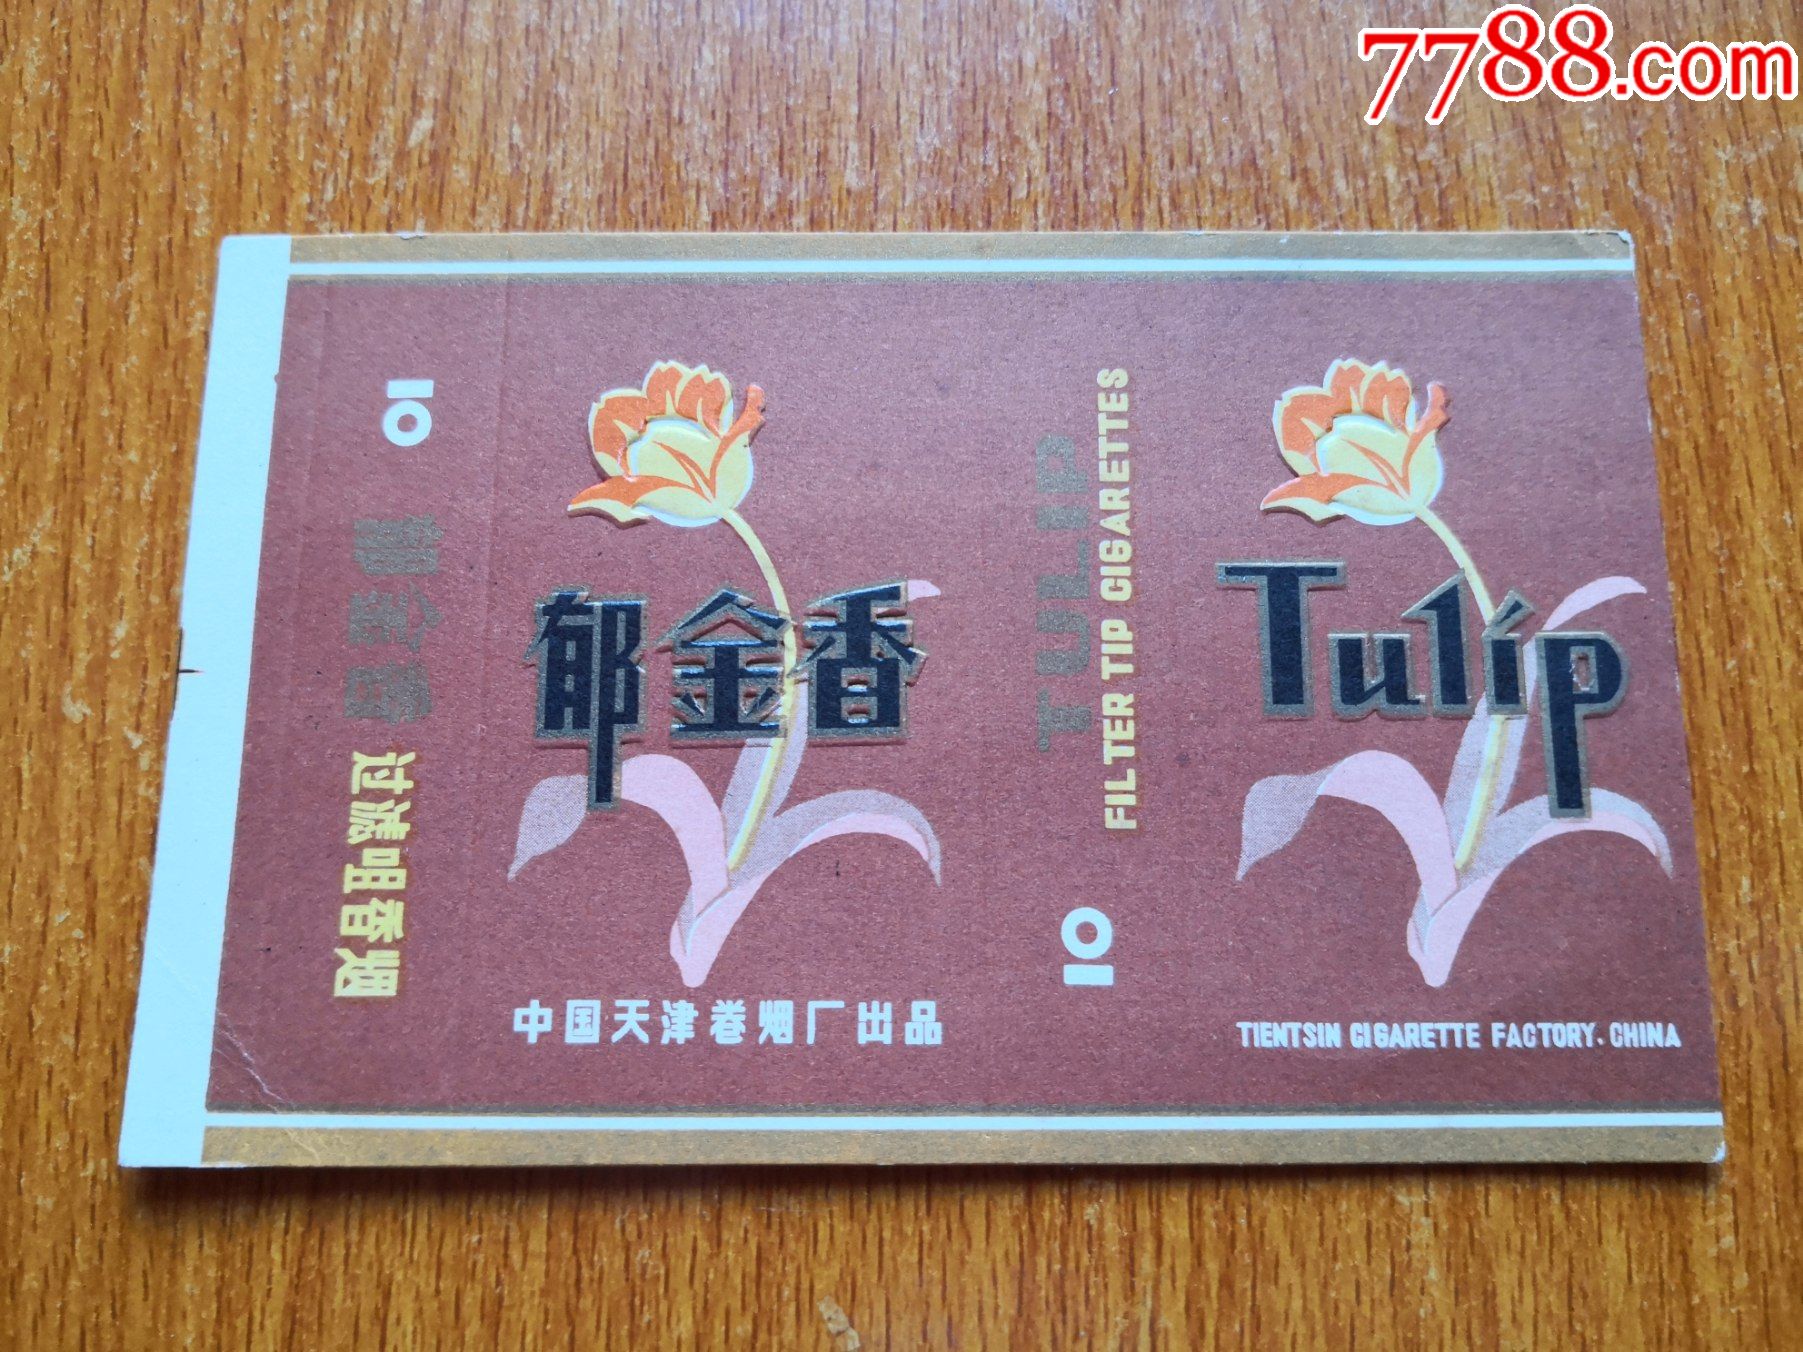 7788.com
10
郁金香
过滤咀香烟
郁金香
中国天津卷烟厂出品
TULIP
FILTER TIP CIGARETTES
10
Tulip
TIENTSIN CIGARETTE FACTORY. CHINA